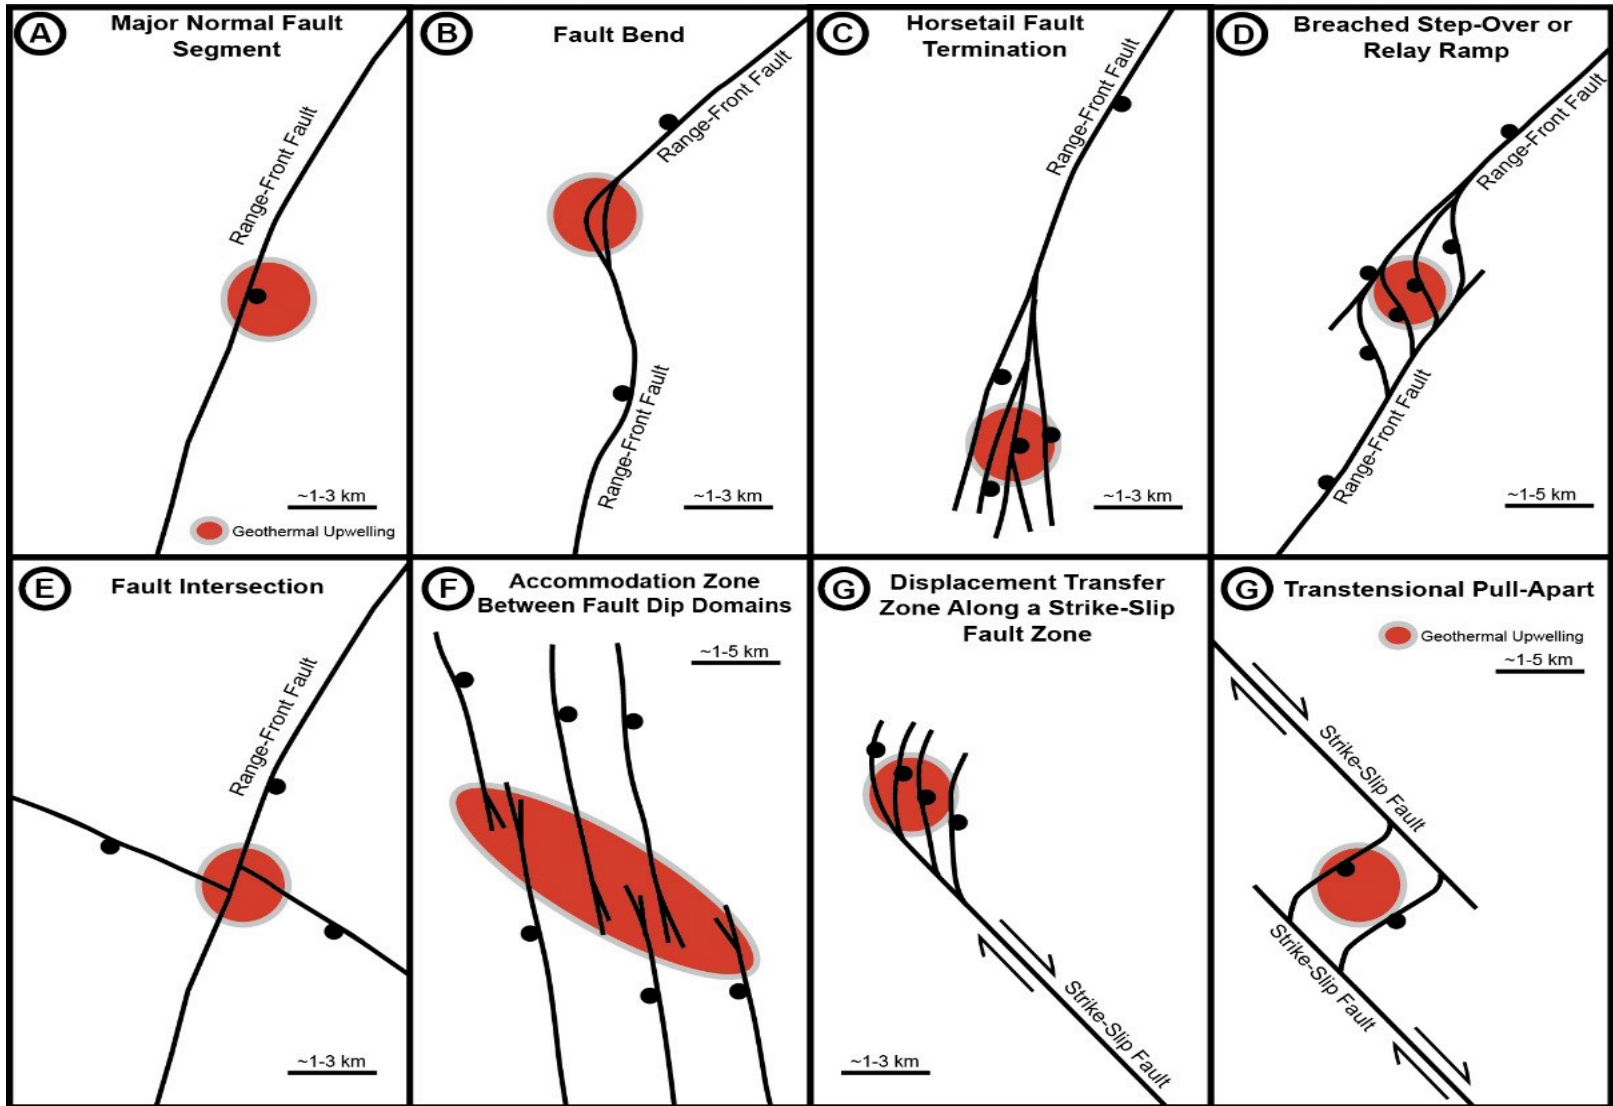 A
Major Normal Fault
Segment
Range-Front Fault
~1-3 km
Geothermal Upwelling
B
Fault Bend
Range-Front Fault
Range-Front Fault
~1-3 km
C
Horsetail Fault
Termination
Range-Front Fault
~1-3 km
D
Breached Step-Over or
Relay Ramp
Range-Front Fault
Range-Front Fault
~1-5 km
E
Fault Intersection
Range-Front Fault
~1-3 km
F
Accommodation Zone
Between Fault Dip Domains
~1-5 km
G
Displacement Transfer
Zone Along a Strike-Slip
Fault Zone
Strike-Slip Fault
~1-3 km
G
Transtensional Pull-Apart
Geothermal Upwelling
~1-5 km
Strike-Slip Fault
Strike-Slip Fault